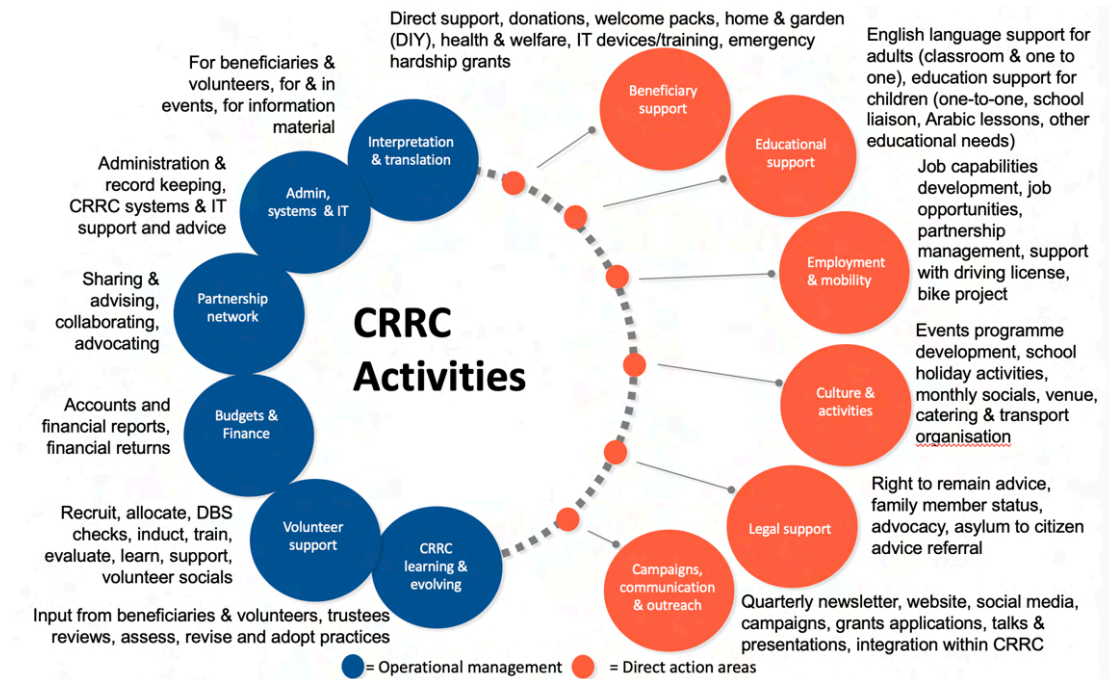 Direct support, donations, welcome packs, home & garden
(DIY), health & welfare, IT devices/training, emergency
hardship grants
Beneficiary
support
English language support for
adults (classroom & one to
one), education support for
children (one-to-one, school
liaison, Arabic lessons, other
educational needs)
Educational
support
Job capabilities
development, job
opportunities,
partnership
management, support
with driving license,
bike project
Employment
& mobility
Events programme
development, school
holiday activities,
monthly socials, venue,
catering & transport
organisation
Culture &
activities
Right to remain advice,
family member status,
advocacy, asylum to citizen
advice referral
Legal support
Campaigns,
communication
& outreach
Quarterly newsletter, website, social media,
campaigns, grants applications, talks &
presentations, integration within CRRC
For beneficiaries &
volunteers, for & in
events, for information
material
Interpretation
& translation
Administration &
record keeping,
CRRC systems & IT
support and advice
Admin,
systems & IT
Sharing &
advising,
collaborating,
advocating
Partnership
network
CRRC
Activities
Accounts and
financial reports,
financial returns
Budgets &
Finance
Recruit, allocate, DBS
checks, induct, train,
evaluate, learn, support,
volunteer socials
Volunteer
support
CRRC
learning &
evolving
Input from beneficiaries & volunteers, trustees
reviews, assess, revise and adopt practices
= Operational management
= Direct action areas